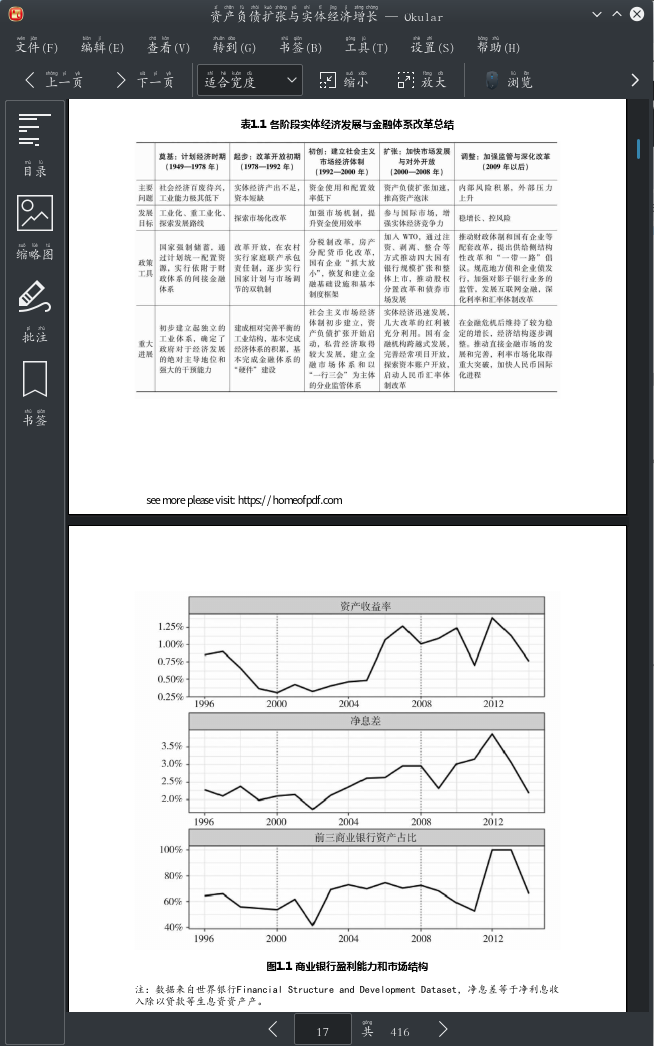 资产负债扩张与实体经济增长 — Okular
文件(F) 编辑(E) 查看(V) 转到(G) 书签(B) 工具(T) 设置(S) 帮助(H)
上一页 下一页 适合宽度 缩小 放大 浏览
目录
缩略图
批注
书签
表1.1 各阶段实体经济发展与金融体系改革总结
奠基：计划经济时期
（1949—1978 年）
起步：改革开放初期
（1978—1992 年）
初创：建立社会主义
市场经济体制
（1992—2000 年）
扩张：加快市场发展
与对外开放
（2000—2008 年）
调整：加强监管与深化改革
（2009 年以后）
主要
问题
社会经济百废待兴，
工业能力极其低下
实体经济产出不足，
资本短缺
资金使用和配置效
率低下
资产负债扩张加速，
推高资产泡沫
内部风险积累，外部压力
上升
发展
目标
工业化、重工业化、
探索发展路线
探索市场化改革
加强市场机制，提
升资金使用效率
参与国际市场，增
强实体经济竞争力
稳增长、控风险
政策
工具
国家强制储蓄，通
过计划统一配置资
源，实行依附于财
政体系的间接金融
体系
改革开放，在农村
实行家庭联产承包
责任制，逐步实行
国家计划与市场调
节的双轨制
分税制改革，房产
分配货币化改革，
国有企业“抓大放
小”，恢复和建立金
融基础设施和基本
制度框架
加入 WTO，通过注
资、剥离、整合等
方式推动四大国有
银行规模扩张和整
体上市，推动股权
分置改革和债券市
场发展
推动财政体制和国有企业等
配套改革，提出供给侧结构
性改革和“一带一路”倡
议。规范地方债和企业债发
行，加强对影子银行业务的
监管，发展互联网金融，深
化利率和汇率体制改革
重大
进展
初步建立起独立的
工业体系，确定了
政府对于经济发展
的绝对主导地位和
强大的干预能力
建成相对完善平衡的
工业结构，基本完成
经济体系的积累，基
本完成金融体系的
“硬件”建设
社会主义市场经济
体制初步建立，资
产负债扩张开始启
动，私营经济取得
较大发展，建立金
融市场体系和以
“一行三会”为主体
的分业监管体系
实体经济迅速发展，
几大改革的红利被
充分利用。国有金
融机构跨越式发展，
完善经常项目开放，
探索资本账户开放，
启动人民币汇率体
制改革
在金融危机后维持了较为稳
定的增长，经济结构逐步调
整。推动直接金融市场的发
展和完善，利率市场化取得
重大突破，加快人民币国际
化进程
see more please visit: https://homeofpdf.com
资产收益率
1.25%
1.00%
0.75%
0.50%
0.25%
1996 2000 2004 2008 2012
净息差
3.5%
3.0%
2.5%
2.0%
1996 2000 2004 2008 2012
前三商业银行资产占比
100%
80%
60%
40%
1996 2000 2004 2008 2012
图1.1 商业银行盈利能力和市场结构
注：数据来自世界银行Financial Structure and Development Dataset，净息差等于净利息收
入除以贷款等生息资资产产。
17 共 416